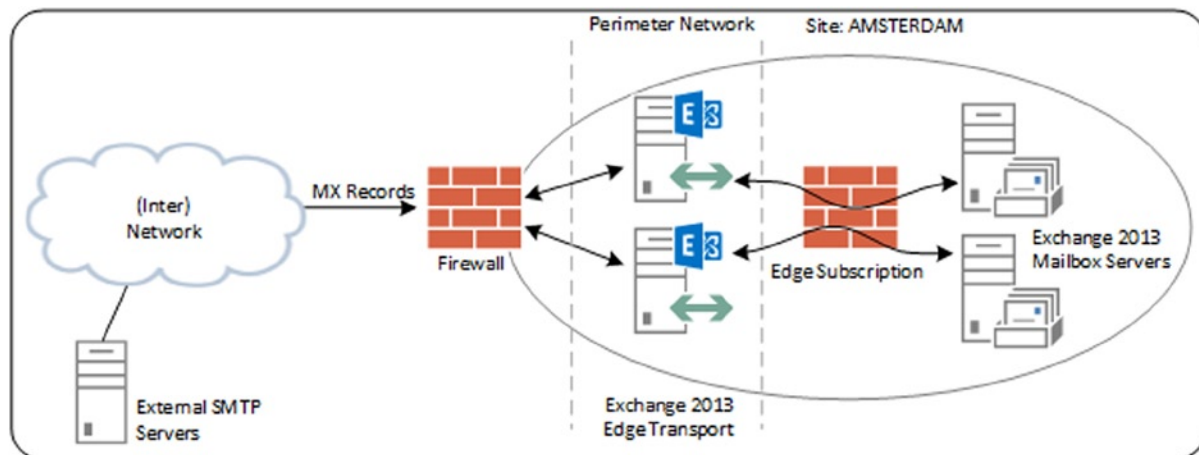 Perimeter Network
Site: AMSTERDAM
(Inter)
Network
MX Records
Firewall
E
E
Edge Subscription
Exchange 2013
Mailbox Servers
External SMTP
Servers
Exchange 2013
Edge Transport